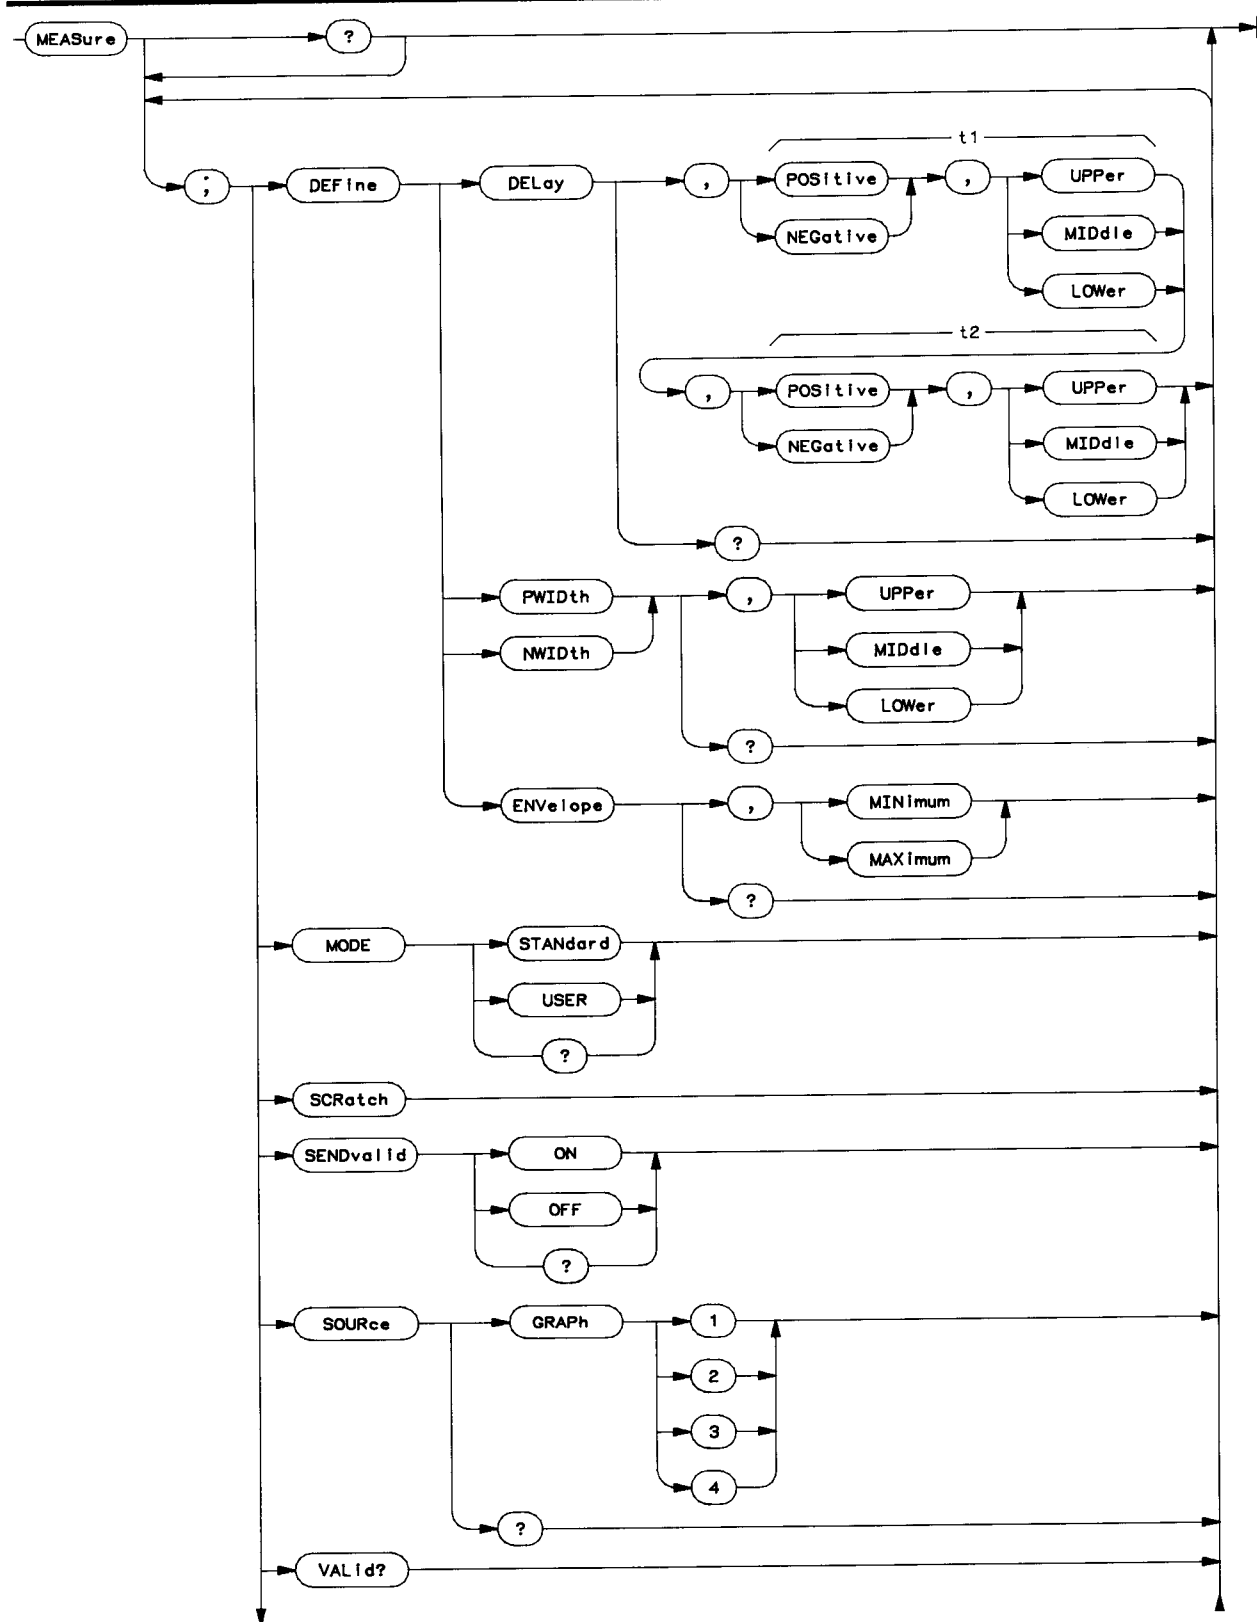 MEASure ?
t1
; DEFine DELay , POSitive , UPPer
NEGative MIDdle
LOWer
t2
, POSitive , UPPer
NEGative MIDdle
LOWer
?
PWIDth , UPPer
NWIDth MIDdle
LOWer
?
ENVelope , MINimum
MAXimum
?
MODE STANdard
USER
?
SCRatch
SENDvalid ON
OFF
?
SOURce GRAPh 1
2
3
4
?
VALid?